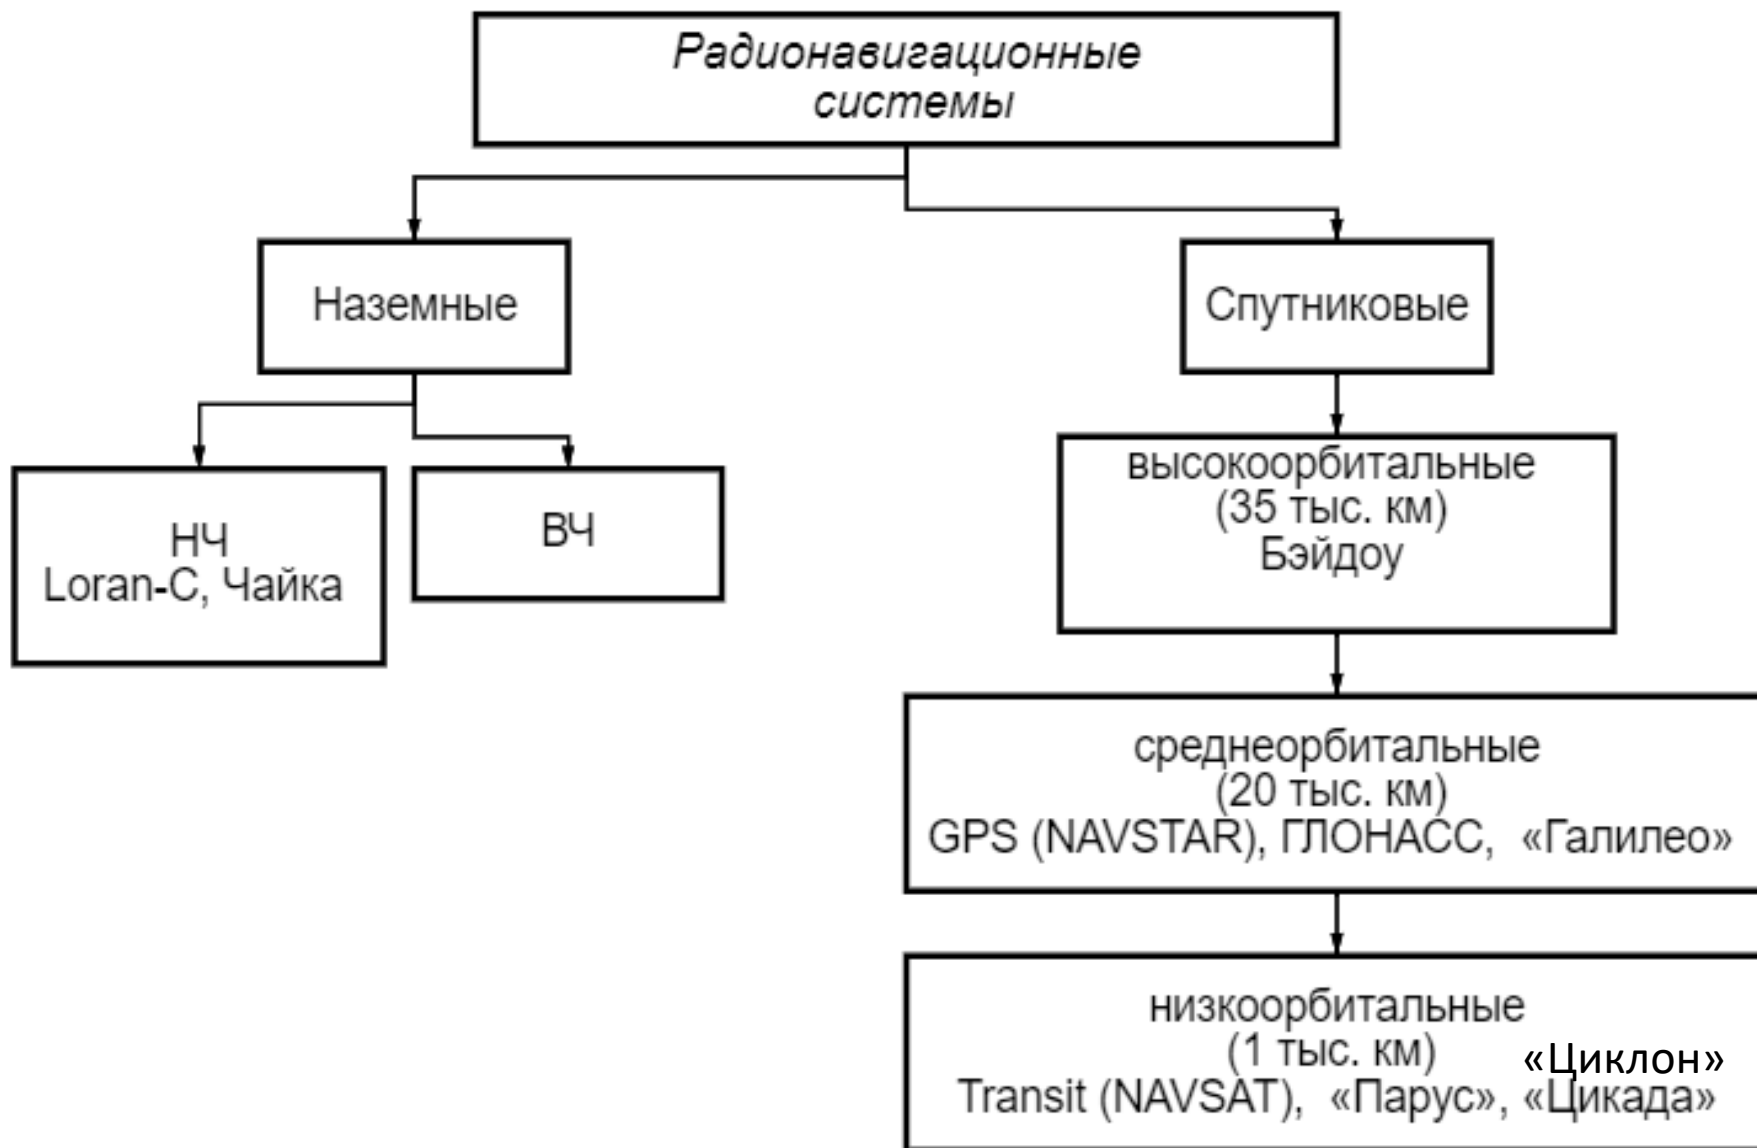 Радионавигационные
системы
Наземные
Спутниковые
НЧ
Loran-C, Чайка
ВЧ
высокоорбитальные
(35 тыс. км)
Бэйдоу
среднеорбитальные
(20 тыс. км)
GPS (NAVSTAR), ГЛОНАСС, «Галилео»
низкоорбитальные
(1 тыс. км) «Циклон»
Transit (NAVSAT), «Парус», «Цикада»